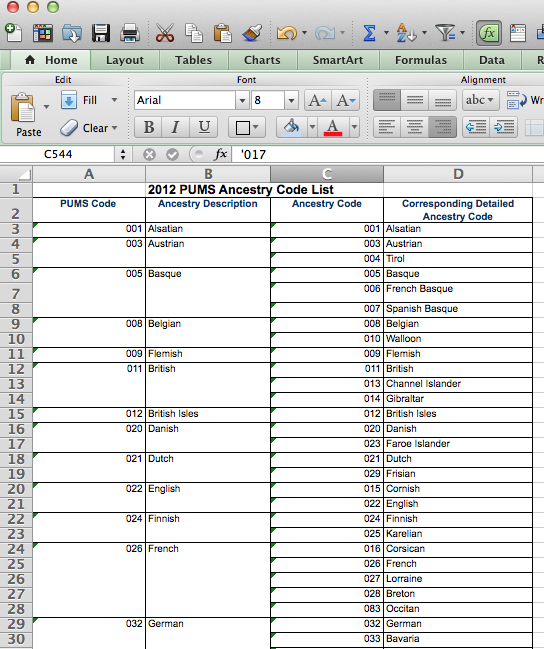 Home Layout Tables Charts SmartArt Formulas Data R
Edit Font Alignment
Fill Arial 8 A A abc Wr
Paste Clear B I U A
C544 fx '017
A B C D
1 2012 PUMS Ancestry Code List
PUMS Code Ancestry Description Ancestry Code Corresponding Detailed
2 Ancestry Code
3 001 Alsatian 001 Alsatian
4 003 Austrian 003 Austrian
5 004 Tirol
6 005 Basque 005 Basque
7 006 French Basque
8 007 Spanish Basque
9 008 Belgian 008 Belgian
10 010 Walloon
11 009 Flemish 009 Flemish
12 011 British 011 British
13 013 Channel Islander
14 014 Gibraltar
15 012 British Isles 012 British Isles
16 020 Danish 020 Danish
17 023 Faroe Islander
18 021 Dutch 021 Dutch
19 029 Frisian
20 022 English 015 Cornish
21 022 English
22 024 Finnish 024 Finnish
23 025 Karelian
24 026 French 016 Corsican
25 026 French
26 027 Lorraine
27 028 Breton
28 083 Occitan
29 032 German 032 German
30 033 Bavaria